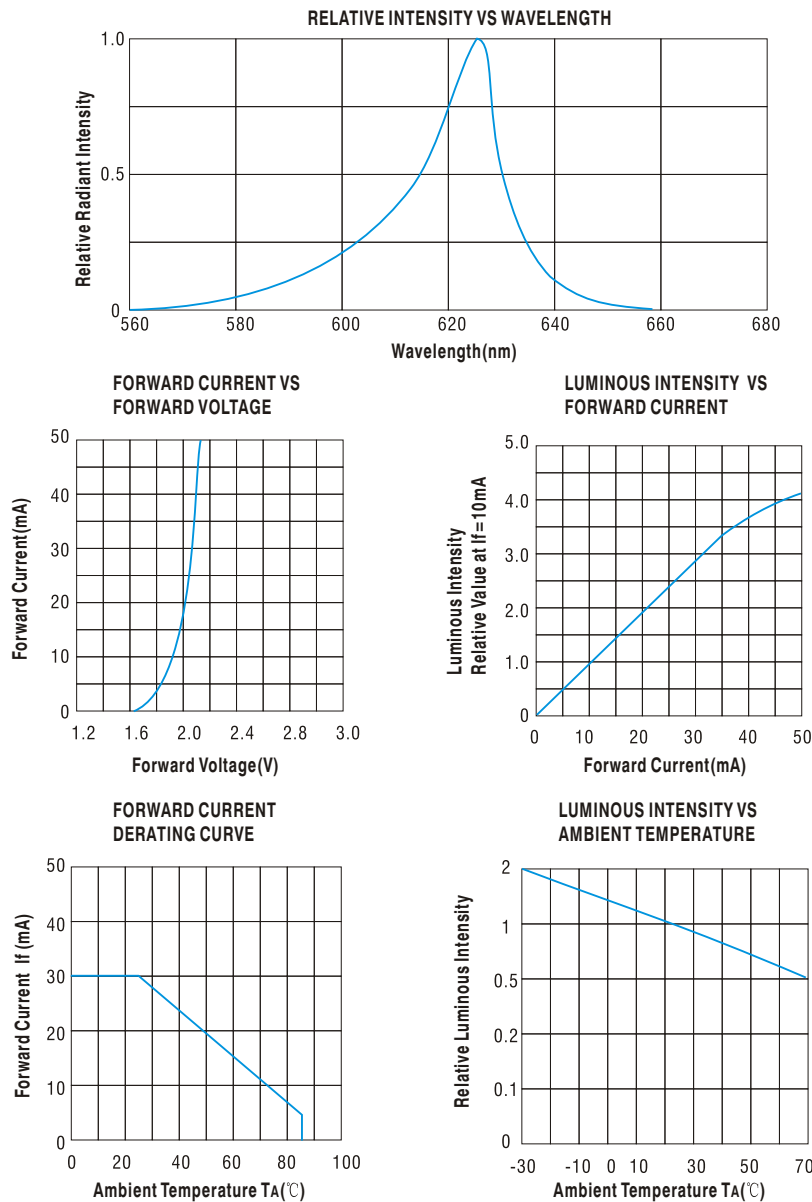 RELATIVE INTENSITY VS WAVELENGTH
1.0
0.5
0
Relative Radiant Intensity
560 580 600 620 640 660 680
Wavelength(nm)
FORWARD CURRENT VS
FORWARD VOLTAGE
50
40
30
20
10
0
Forward Current(mA)
1.2 1.6 2.0 2.4 2.8 3.0
Forward Voltage(V)
LUMINOUS INTENSITY VS
FORWARD CURRENT
5.0
4.0
3.0
2.0
1.0
0
Luminous Intensity
Relative Value at If=10mA
0 10 20 30 40 50
Forward Current(mA)
FORWARD CURRENT
DERATING CURVE
50
40
30
20
10
0
Forward Current If (mA)
0 20 40 60 80 100
Ambient Temperature TA(℃)
LUMINOUS INTENSITY VS
AMBIENT TEMPERATURE
2
1
0.5
0.2
0.1
0
Relative Luminous Intensity
-30 -10 0 10 30 50 70
Ambient Temperature TA(℃)